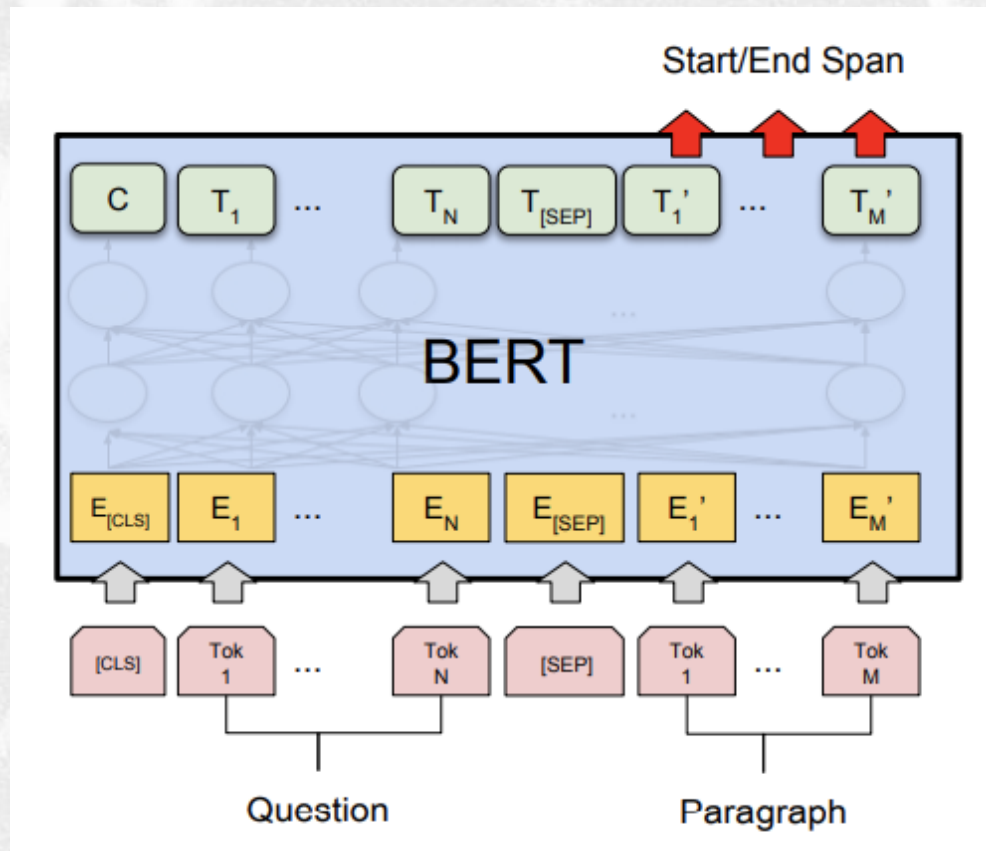 Start/End Span
C T1 ... TN T[SEP] T1’ ... TM’
...
BERT
...
E[CLS] E1 ... EN E[SEP] E1’ ... EM’
[CLS] Tok 1 ... Tok N [SEP] Tok 1 ... Tok M
Question Paragraph